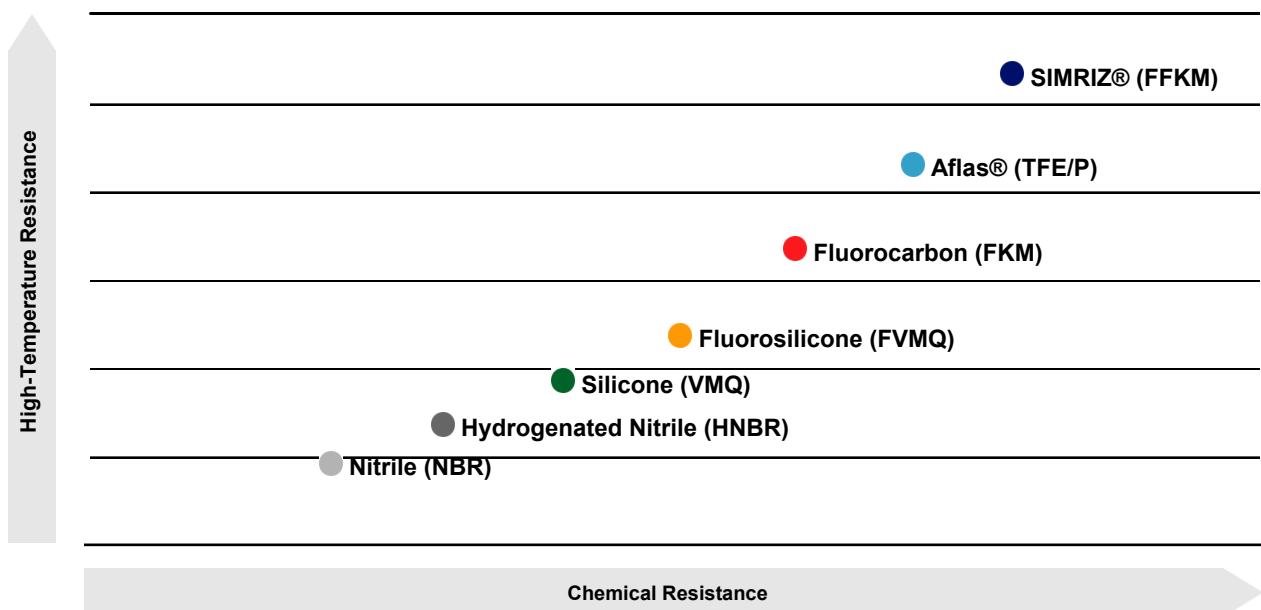 SIMRIZ® (FFKM)
Aflas® (TFE/P)
Fluorocarbon (FKM)
Fluorosilicone (FVMQ)
Silicone (VMQ)
Hydrogenated Nitrile (HNBR)
Nitrile (NBR)
High-Temperature Resistance
Chemical Resistance